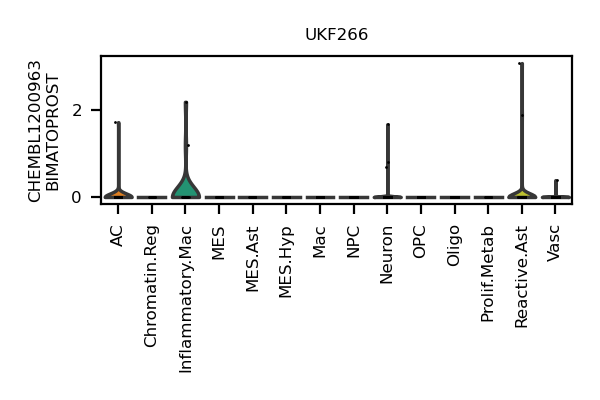 UKF266
CHEMBL1200963
BIMATOPROST
2
0
AC
Chromatin.Reg
Inflammatory.Mac
MES
MES.Ast
MES.Hyp
Mac
NPC
Neuron
OPC
Oligo
Prolif.Metab
Reactive.Ast
Vasc